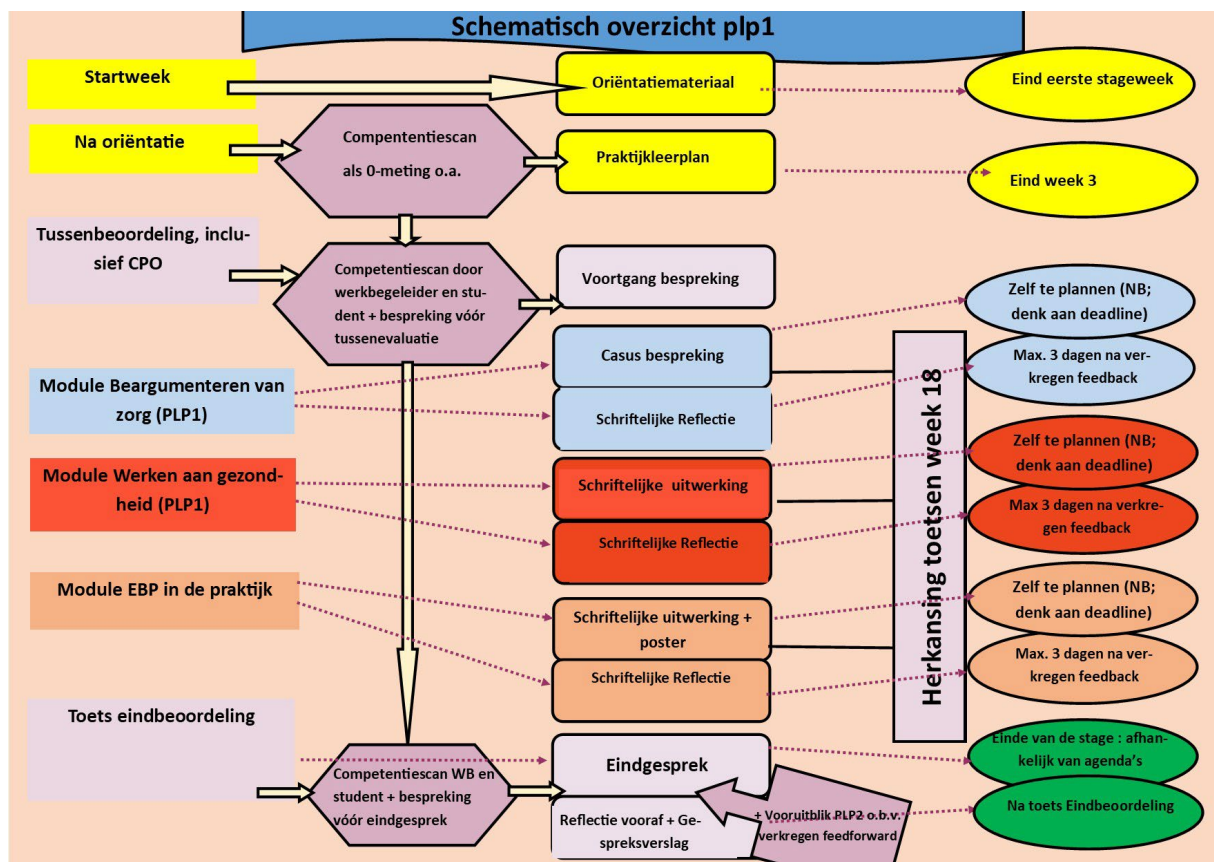 Schematisch overzicht plp1
Startweek
Oriëntatiemateriaal
Eind eerste stageweek
Na oriëntatie
Compententiescan
als 0-meting o.a.
Praktijkleerplan
Eind week 3
Tussenbeoordeling, inclu-
sief CPO
Competentiescan door
werkbegeleider en stu-
dent + bespreking vóór
tussenevaluatie
Voortgang bespreking
Zelf te plannen (NB;
denk aan deadline)
Module Beargumenteren van
zorg (PLP1)
Casus bespreking
Schriftelijke Reflectie
Max. 3 dagen na ver-
kregen feedback
Herkansing toetsen week 18
Module Werken aan gezond-
heid (PLP1)
Schriftelijke uitwerking
Zelf te plannen (NB;
denk aan deadline)
Schriftelijke Reflectie
Max 3 dagen na verkre-
gen feedback
Module EBP in de praktijk
Schriftelijke uitwerking +
poster
Zelf te plannen (NB;
denk aan deadline)
Schriftelijke Reflectie
Max. 3 dagen na ver-
kregen feedback
Toets eindbeoordeling
Competentiescan WB en
student + bespreking
vóór eindgesprek
Eindgesprek
Einde van de stage : afhan-
kelijk van agenda's
Reflectie vooraf + Ge-
spreksverslag
+ Vooruitblik PLP2 o.b.v.
verkregen feedforward
Na toets Eindbeoordeling